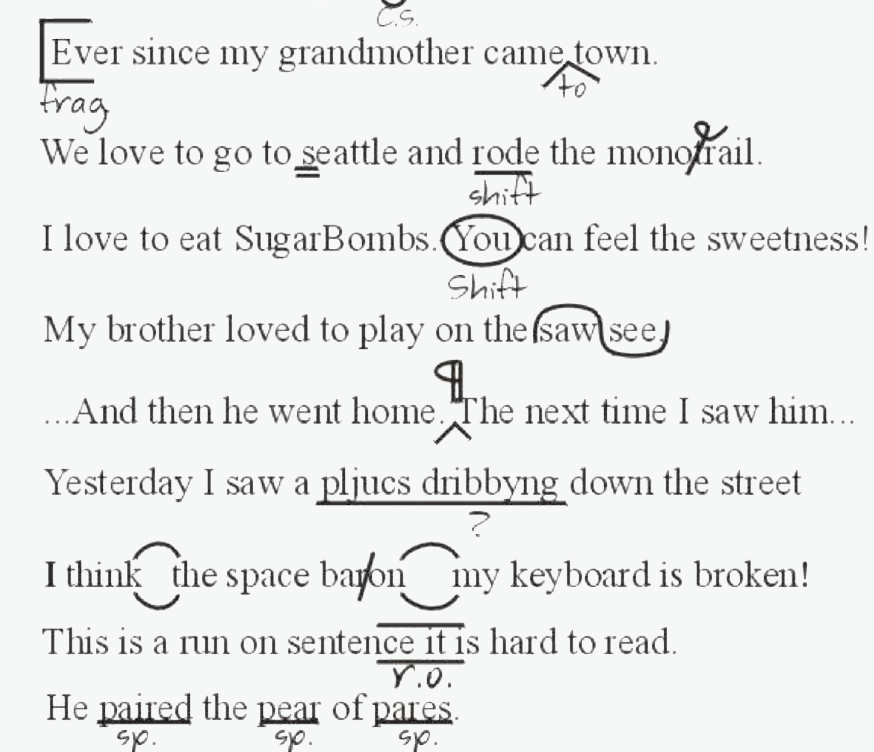 c.s.
Ever since my grandmother came town.
frag to
We love to go to seattle and rode the monotrail.
shift
I love to eat SugarBombs. You can feel the sweetness!
Shift
My brother loved to play on the saw see.
¶
...And then he went home. The next time I saw him...
Yesterday I saw a pljucs dribbyng down the street
?
I think the space baron my keyboard is broken!
This is a run on sentence it is hard to read.
r.o.
He paired the pear of pares.
sp. sp. sp.